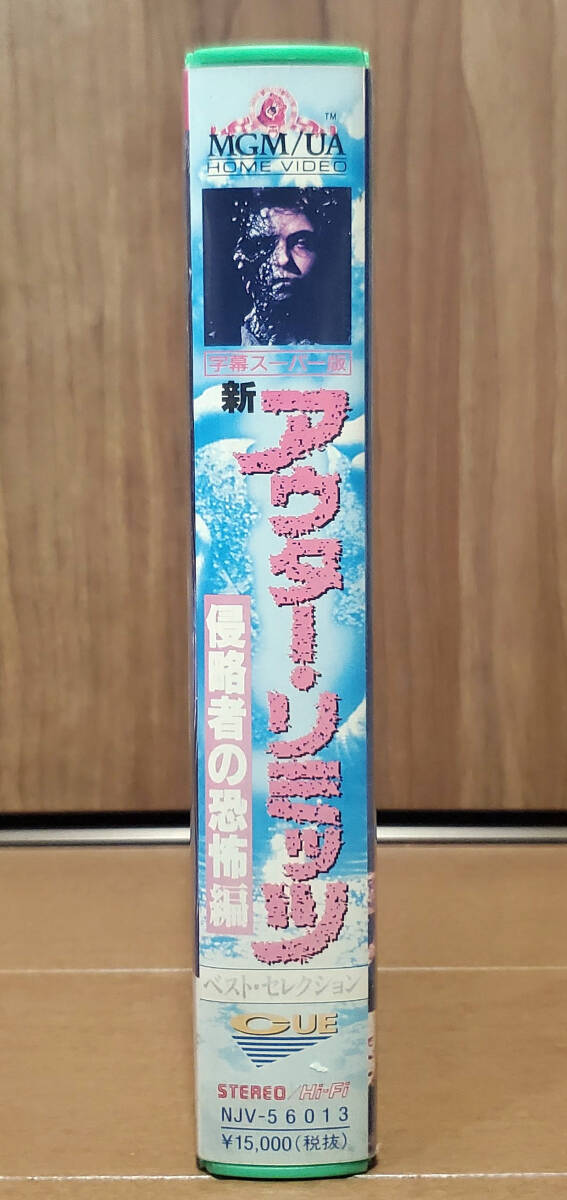 MGM/UA
TM
HOME VIDEO
字幕スーパー版
新
アウター・リミッツ
侵略者の恐怖編
ベスト・セレクション
CUE
STEREO/Hi-Fi
NJV-56013
¥15,000(税抜)